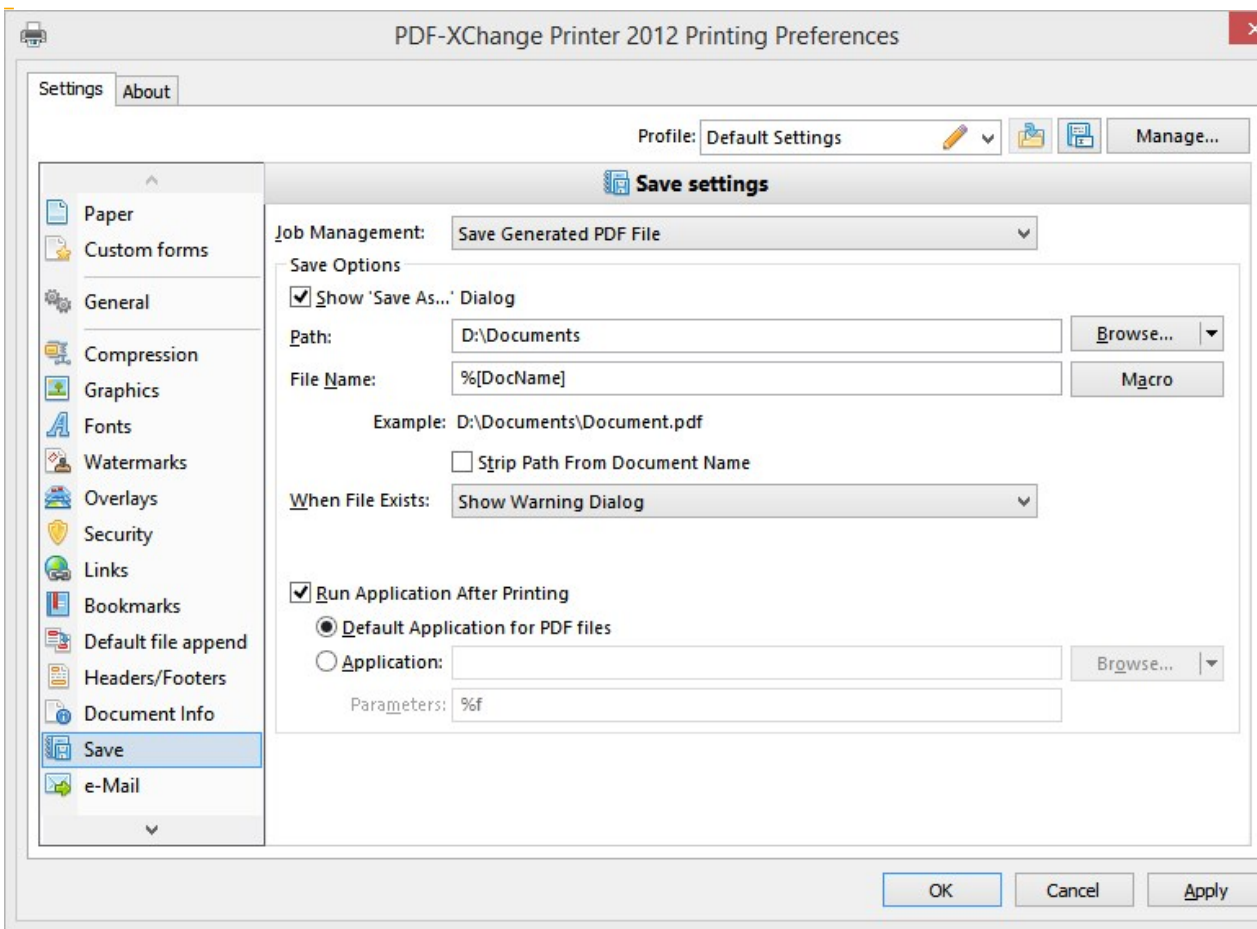 PDF-XChange Printer 2012 Printing Preferences
Settings About
Profile: Default Settings Manage...
Save settings
Paper
Custom forms
General
Compression
Graphics
Fonts
Watermarks
Overlays
Security
Links
Bookmarks
Default file append
Headers/Footers
Document Info
Save
e-Mail
Job Management: Save Generated PDF File
Save Options
Show 'Save As...' Dialog
Path: D:\Documents Browse...
File Name: %[DocName] Macro
Example: D:\Documents\Document.pdf
Strip Path From Document Name
When File Exists: Show Warning Dialog
Run Application After Printing
Default Application for PDF files
Application: Browse...
Parameters: %f
OK Cancel Apply